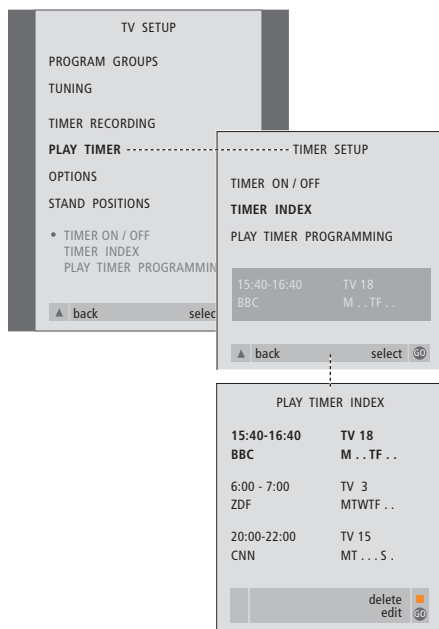 TV SETUP
PROGRAM GROUPS
TUNING
TIMER RECORDING
PLAY TIMER
OPTIONS
STAND POSITIONS
• TIMER ON / OFF
TIMER INDEX
PLAY TIMER PROGRAMMIN
back selec
TIMER SETUP
TIMER ON / OFF
TIMER INDEX
PLAY TIMER PROGRAMMING
15:40-16:40 TV 18
BBC M . . TF . .
back select GO
PLAY TIMER INDEX
15:40-16:40 TV 18
BBC M . . TF . .
6:00 - 7:00 TV 3
ZDF MTWTF . .
20:00-22:00 TV 15
CNN MT . . . S .
delete
edit GO